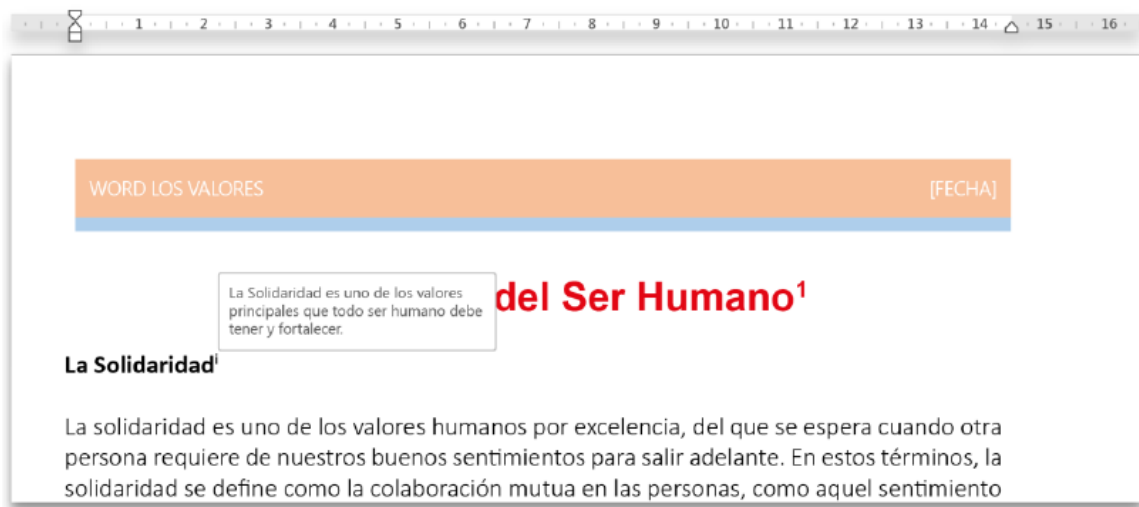 1 2 3 4 5 6 7 8 9 10 11 12 13 14 15 16
WORD LOS VALORES [FECHA]
La Solidaridad es uno de los valores
principales que todo ser humano debe
tener y fortalecer.
del Ser Humano¹
La Solidaridadⁱ
La solidaridad es uno de los valores humanos por excelencia, del que se espera cuando otra
persona requiere de nuestros buenos sentimientos para salir adelante. En estos términos, la
solidaridad se define como la colaboración mutua en las personas, como aquel sentimiento